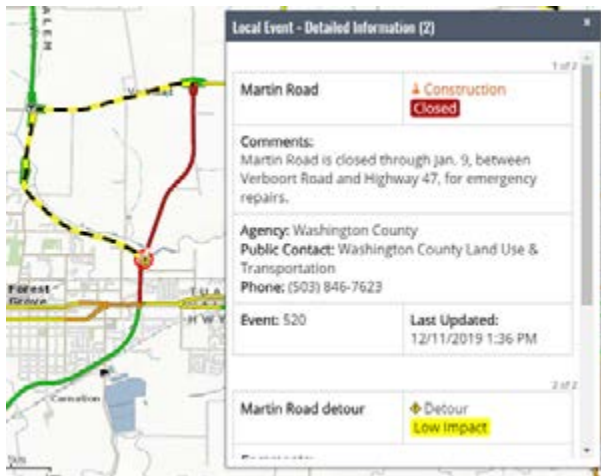 Local Event - Detailed Information (2)
1 of 2
Martin Road
Construction
Closed
Comments:
Martin Road is closed through Jan. 9, between
Verboort Road and Highway 47, for emergency
repairs.
Agency: Washington County
Public Contact: Washington County Land Use &
Transportation
Phone: (503) 846-7623
Event: 520
Last Updated:
12/11/2019 1:36 PM
2 of 2
Martin Road detour
Detour
Low Impact
Comments:
Forest
Grove
HWY
Carnation